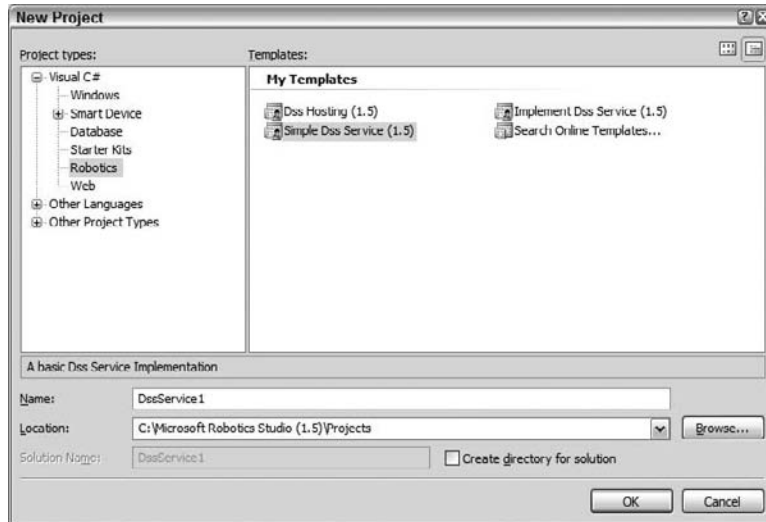 New Project
Project types:
Templates:
Visual C#
Windows
Smart Device
Database
Starter Kits
Robotics
Web
Other Languages
Other Project Types
My Templates
Dss Hosting (1.5)
Implement Dss Service (1.5)
Simple Dss Service (1.5)
Search Online Templates...
A basic Dss Service Implementation
Name:
DssService1
Location:
C:\Microsoft Robotics Studio (1.5)\Projects
Browse...
Solution Name:
DssService1
Create directory for solution
OK
Cancel